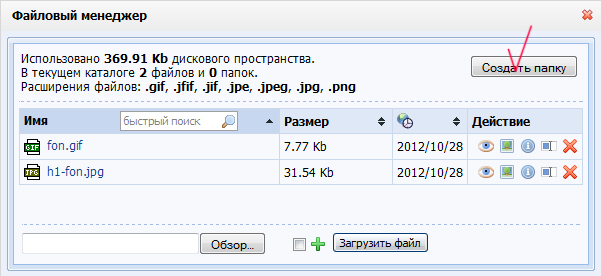 Файловый менеджер
Использовано 369.91 Kb дискового пространства.
В текущем каталоге 2 файлов и 0 папок.
Расширения файлов: .gif, .jfif, .jif, .jpe, .jpeg, .jpg, .png
Создать папку
Имя быстрый поиск Размер Действие
GIF fon.gif 7.77 Kb 2012/10/28
JPG h1-fon.jpg 31.54 Kb 2012/10/28
Обзор... Загрузить файл